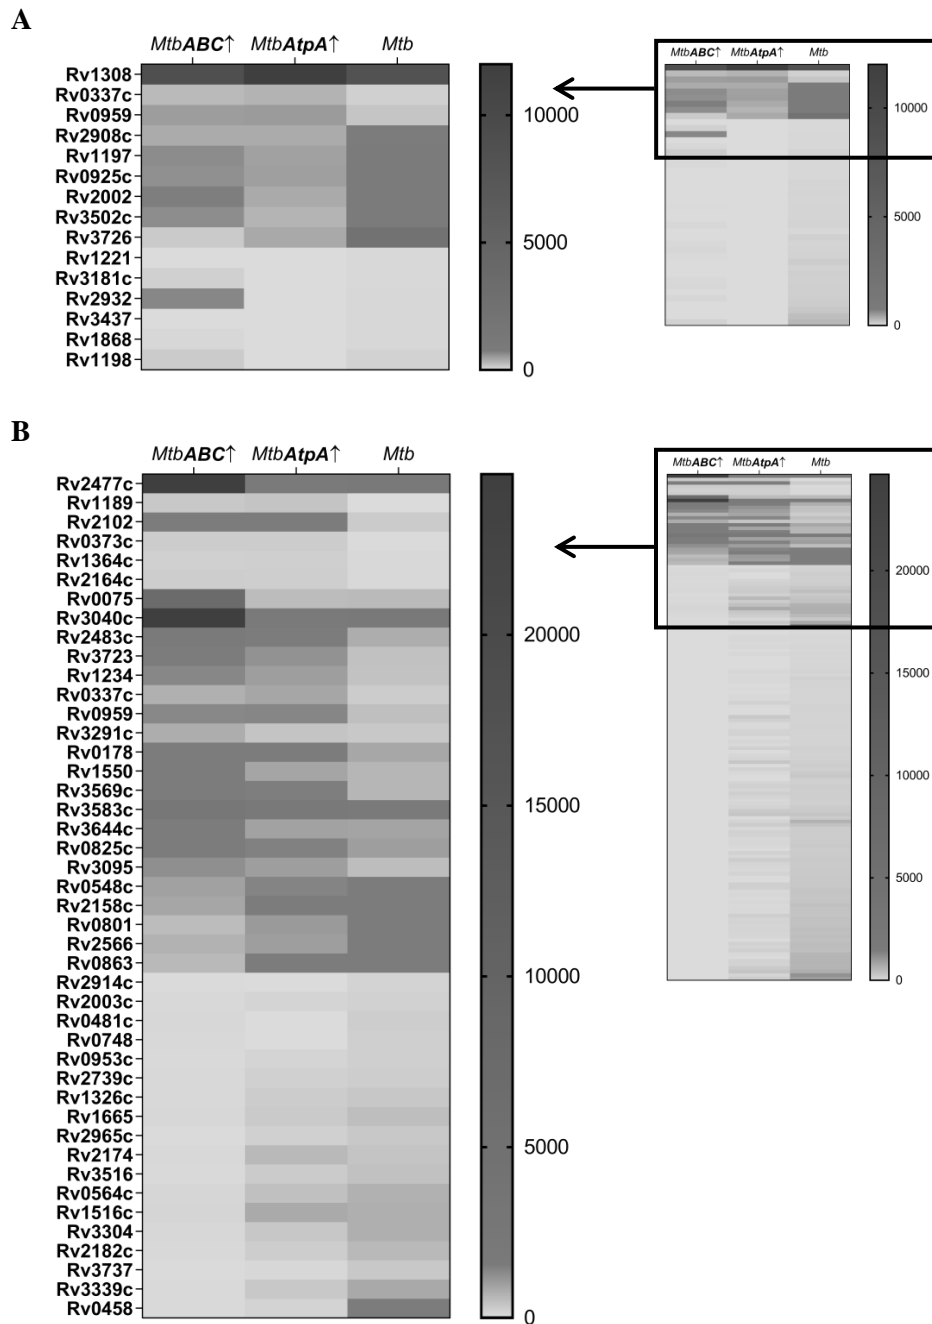 A
MtbABC↑ MtbAtpA↑ Mtb
Rv1308
Rv0337c
Rv0959
Rv2908c
Rv1197
Rv0925c
Rv2002
Rv3502c
Rv3726
Rv1221
Rv3181c
Rv2932
Rv3437
Rv1868
Rv1198
10000
5000
0
MtbABC↑ MtbAtpA↑ Mtb
10000
5000
0
B
MtbABC↑ MtbAtpA↑ Mtb
Rv2477c
Rv1189
Rv2102
Rv0373c
Rv1364c
Rv2164c
Rv0075
Rv3040c
Rv2483c
Rv3723
Rv1234
Rv0337c
Rv0959
Rv3291c
Rv0178
Rv1550
Rv3569c
Rv3583c
Rv3644c
Rv0825c
Rv3095
Rv0548c
Rv2158c
Rv0801
Rv2566
Rv0863
Rv2914c
Rv2003c
Rv0481c
Rv0748
Rv0953c
Rv2739c
Rv1326c
Rv1665
Rv2965c
Rv2174
Rv3516
Rv0564c
Rv1516c
Rv3304
Rv2182c
Rv3737
Rv3339c
Rv0458
20000
15000
10000
5000
0
MtbABC↑ MtbAtpA↑ Mtb
20000
15000
10000
5000
0